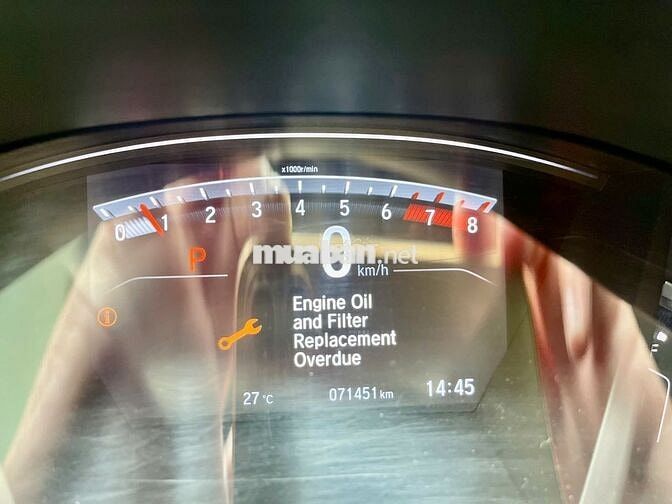 x1000r/min
0 1 2 3 4 5 6 7 8
P
0
km/h
muaban.net
Engine Oil
and Filter
Replacement
Overdue
27 °C 071451 km 14:45